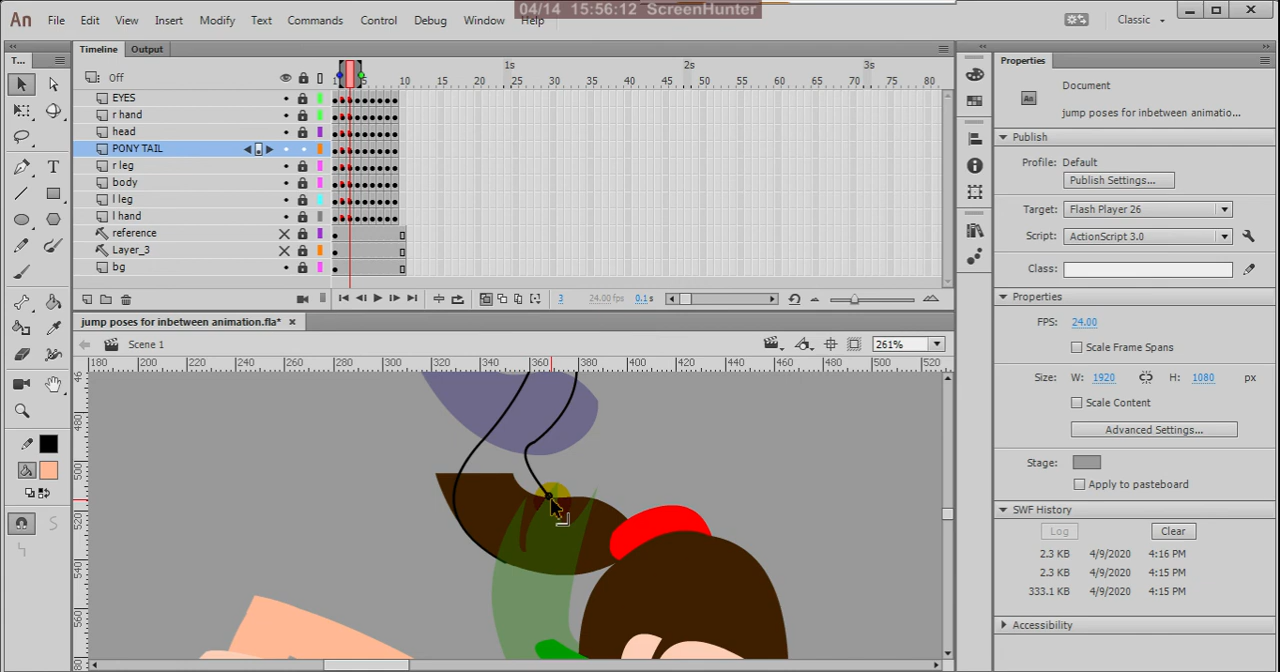 04/14 15:56:12 ScreenHunter
An File Edit View Insert Modify Text Commands Control Debug Window Help Classic
T... Timeline Output Properties
Off 1s 2s 3s
1 5 10 15 20 25 30 35 40 45 50 55 60 65 70 75 80
EYES
r hand
head
PONY TAIL
r leg
body
l leg
l hand
reference
Layer_3
bg
3 24.00 fps 0.1 s
jump poses for inbetween animation.fla* ×
Scene 1 261%
180 200 220 240 260 280 300 320 340 360 380 400 420 440 460 480 500 520
46
480
500
520
540
560
80
Document
An jump poses for inbetween animatio...
Publish
Profile: Default
Publish Settings...
Target: Flash Player 26
Script: ActionScript 3.0
Class:
Properties
FPS: 24.00
Scale Frame Spans
Size: W: 1920 H: 1080 px
Scale Content
Advanced Settings...
Stage:
Apply to pasteboard
SWF History
Log Clear
2.3 KB 4/9/2020 4:16 PM
2.3 KB 4/9/2020 4:15 PM
333.1 KB 4/9/2020 4:15 PM
Accessibility